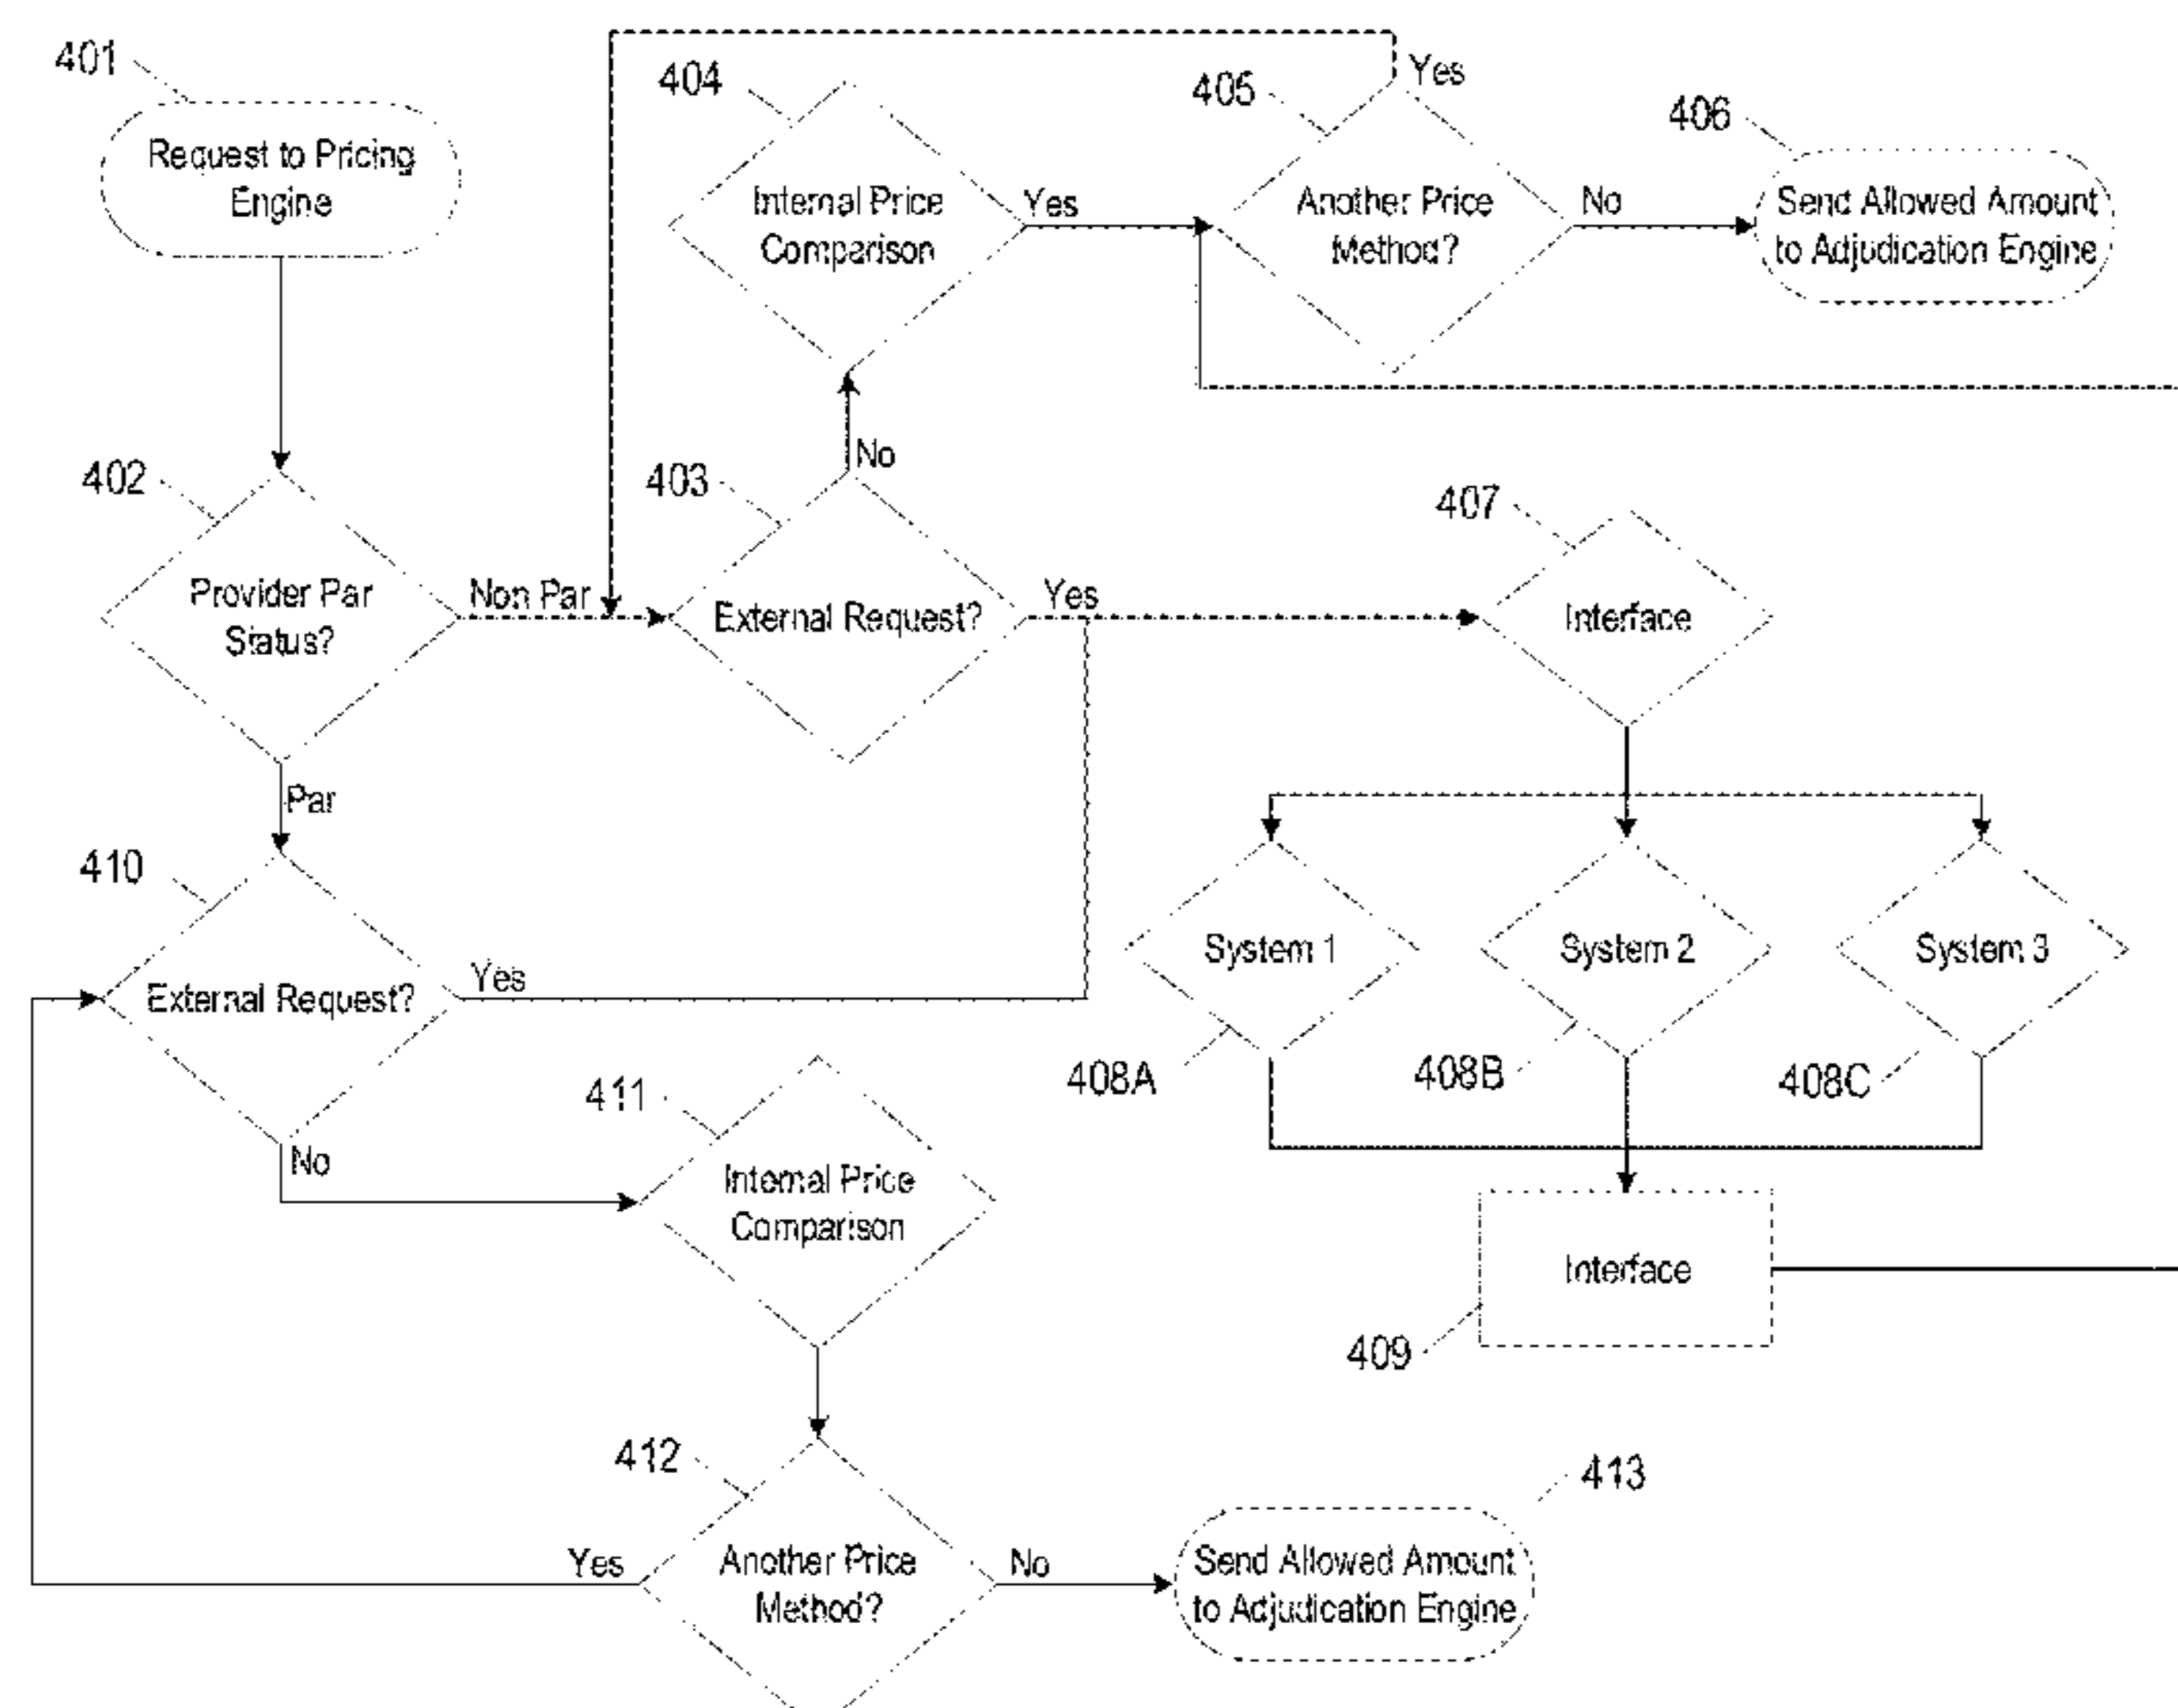 401
Request to Pricing
Engine
404
Internal Price
Comparison
Yes
405
Yes
Another Price
Method?
No
406
Send Allowed Amount
to Adjudication Engine
402
Provider Par
Status?
Non Par
403
No
External Request?
Yes
407
Interface
Par
410
External Request?
Yes
No
System 1
System 2
System 3
408A
408B
408C
411
Internal Price
Comparison
Interface
409
412
Yes
Another Price
Method?
No
413
Send Allowed Amount
to Adjudication Engine